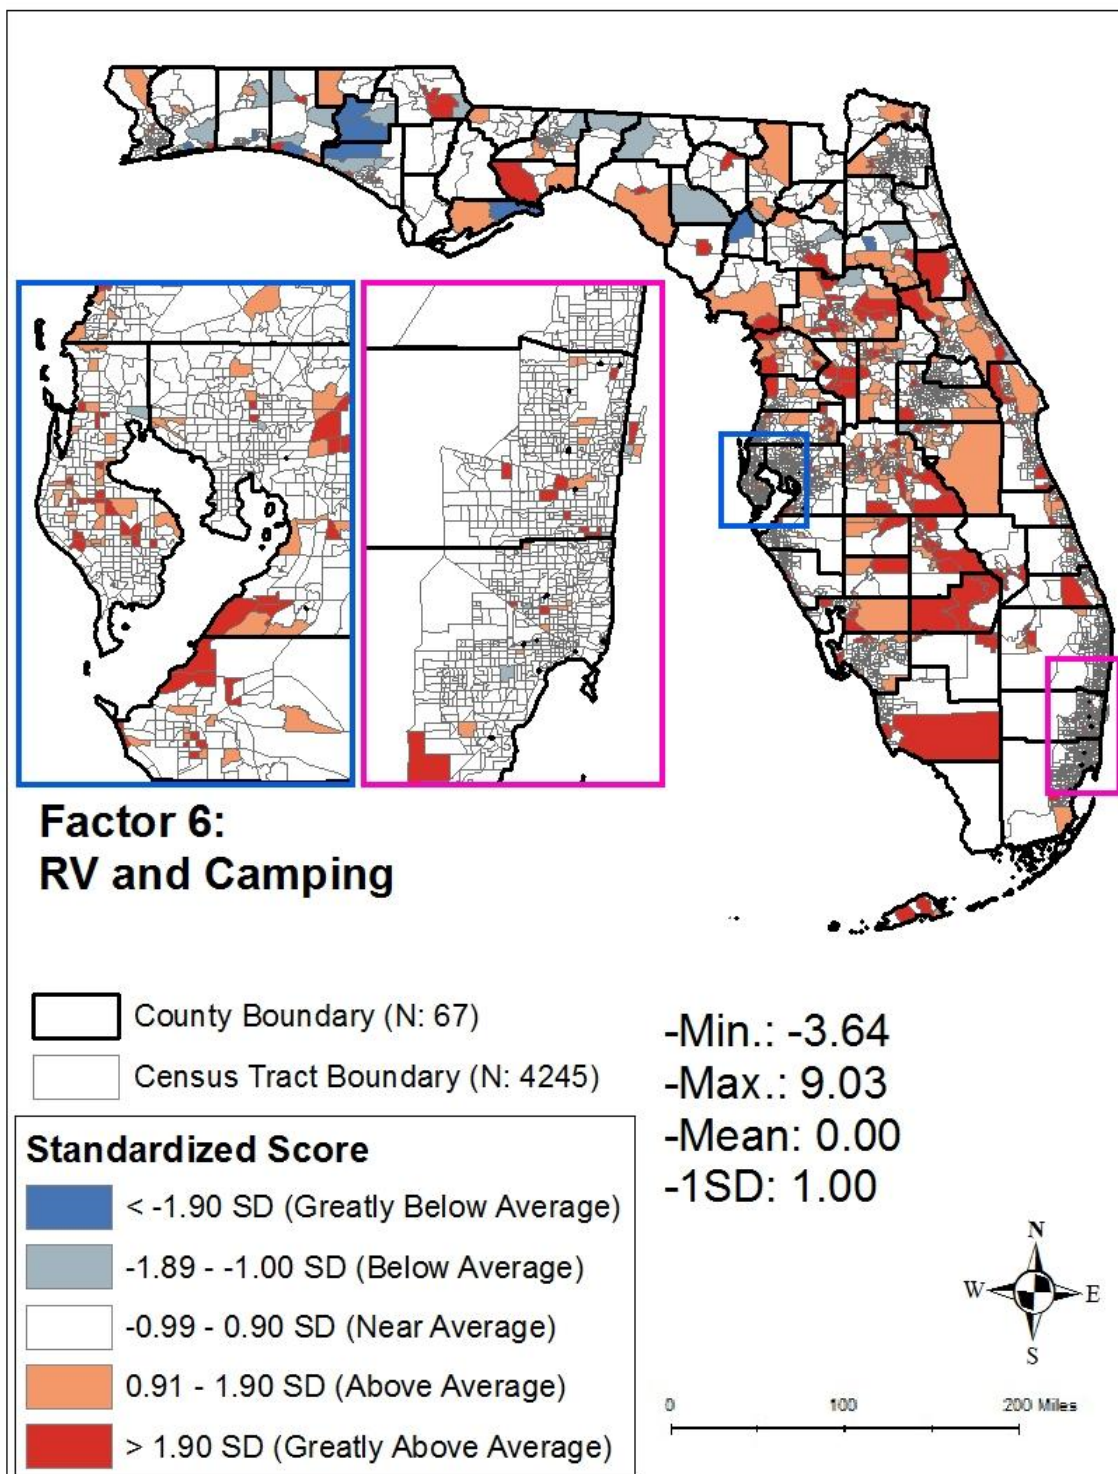 Factor 6:
RV and Camping
County Boundary (N: 67)
Census Tract Boundary (N: 4245)
Standardized Score
< -1.90 SD (Greatly Below Average)
-1.89 - -1.00 SD (Below Average)
-0.99 - 0.90 SD (Near Average)
0.91 - 1.90 SD (Above Average)
> 1.90 SD (Greatly Above Average)
-Min.: -3.64
-Max.: 9.03
-Mean: 0.00
-1SD: 1.00
N
W E
S
0 100 200 Miles